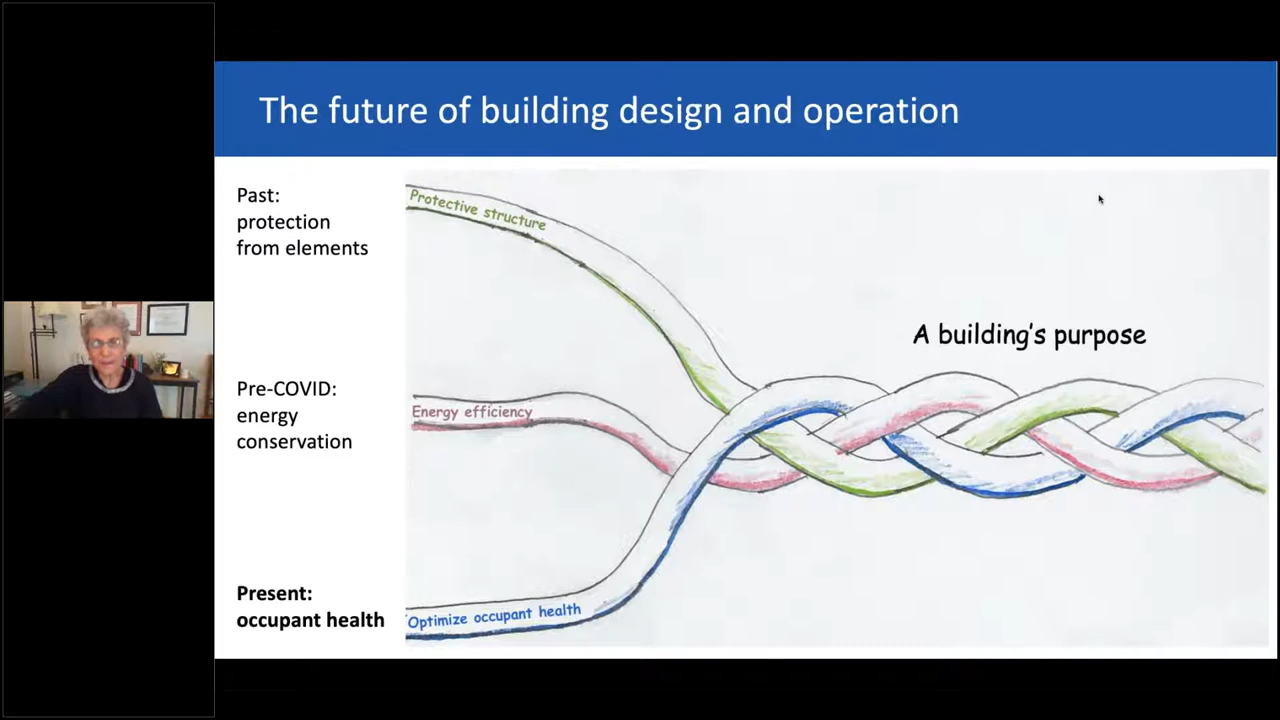 The future of building design and operation
Past:
protection
from elements
Protective structure
A building's purpose
Pre-COVID:
energy
conservation
Energy efficiency
Present:
occupant health
Optimize occupant health